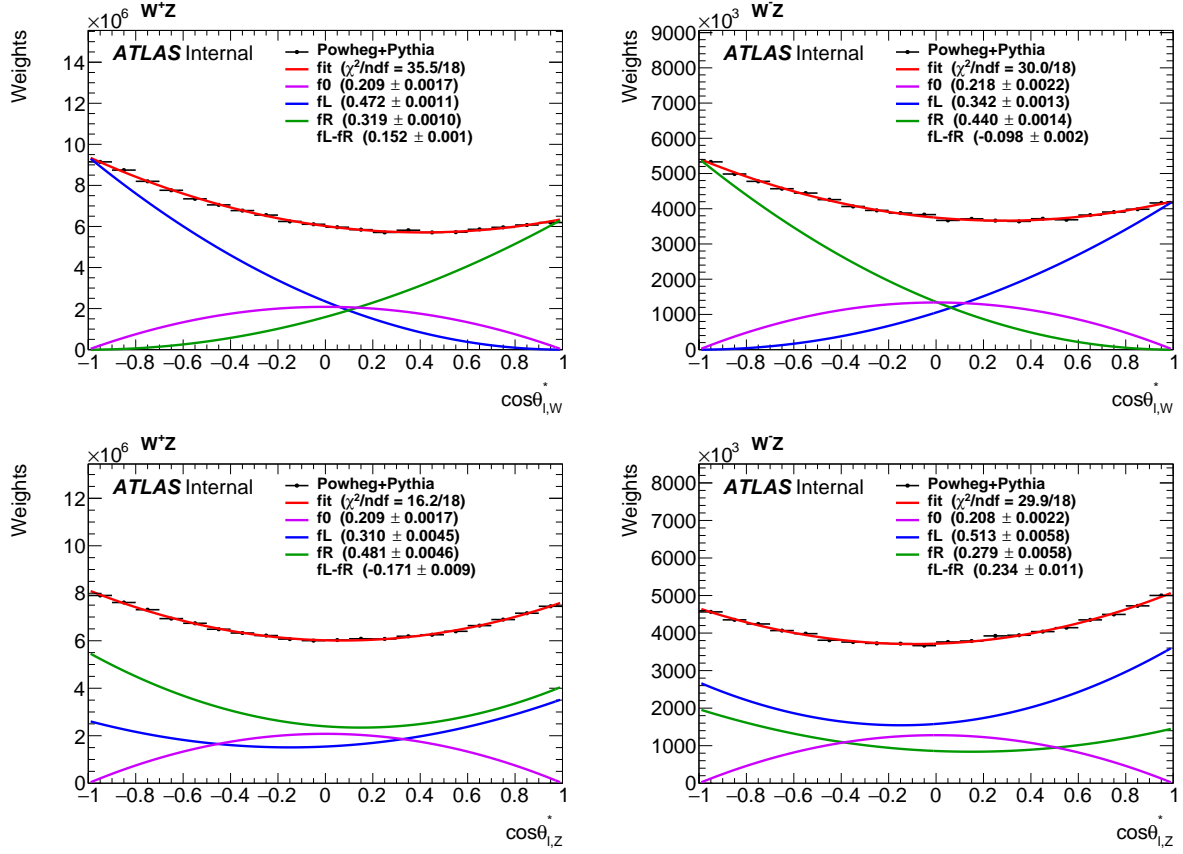 ×10⁶ W⁺Z
Weights
ATLAS Internal
Powheg+Pythia
fit (χ²/ndf = 35.5/18)
f0 (0.209 ± 0.0017)
fL (0.472 ± 0.0011)
fR (0.319 ± 0.0010)
fL-fR (0.152 ± 0.001)
14
12
10
8
6
4
2
0
−1 −0.8 −0.6 −0.4 −0.2 0 0.2 0.4 0.6 0.8 1
cosθ*l,W
×10³ W⁻Z
Weights
ATLAS Internal
Powheg+Pythia
fit (χ²/ndf = 30.0/18)
f0 (0.218 ± 0.0022)
fL (0.342 ± 0.0013)
fR (0.440 ± 0.0014)
fL-fR (-0.098 ± 0.002)
9000
8000
7000
6000
5000
4000
3000
2000
1000
0
−1 −0.8 −0.6 −0.4 −0.2 0 0.2 0.4 0.6 0.8 1
cosθ*l,W
×10⁶ W⁺Z
Weights
ATLAS Internal
Powheg+Pythia
fit (χ²/ndf = 16.2/18)
f0 (0.209 ± 0.0017)
fL (0.310 ± 0.0045)
fR (0.481 ± 0.0046)
fL-fR (-0.171 ± 0.009)
12
10
8
6
4
2
0
−1 −0.8 −0.6 −0.4 −0.2 0 0.2 0.4 0.6 0.8 1
cosθ*l,Z
×10³ W⁻Z
Weights
ATLAS Internal
Powheg+Pythia
fit (χ²/ndf = 29.9/18)
f0 (0.208 ± 0.0022)
fL (0.513 ± 0.0058)
fR (0.279 ± 0.0058)
fL-fR (0.234 ± 0.011)
8000
7000
6000
5000
4000
3000
2000
1000
0
−1 −0.8 −0.6 −0.4 −0.2 0 0.2 0.4 0.6 0.8 1
cosθ*l,Z